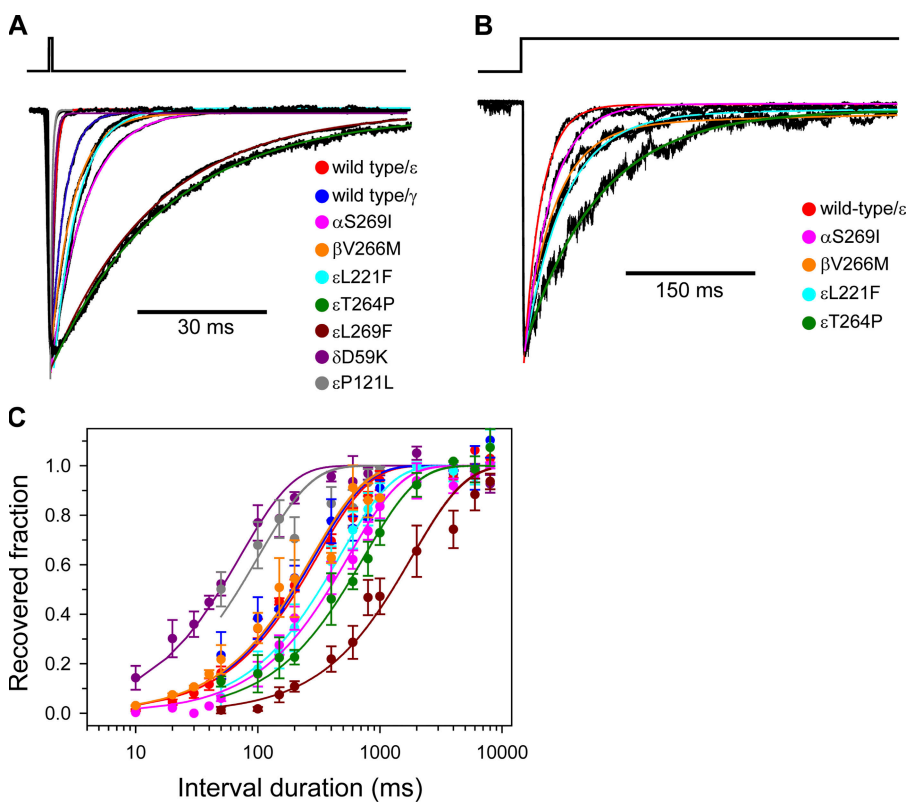 A
B
wild type/ε
wild type/γ
αS269I
βV266M
εL221F
εT264P
εL269F
δD59K
εP121L
30 ms
wild-type/ε
αS269I
βV266M
εL221F
εT264P
150 ms
C
Recovered fraction
1.0
0.8
0.6
0.4
0.2
0.0
10
100
1000
10000
Interval duration (ms)